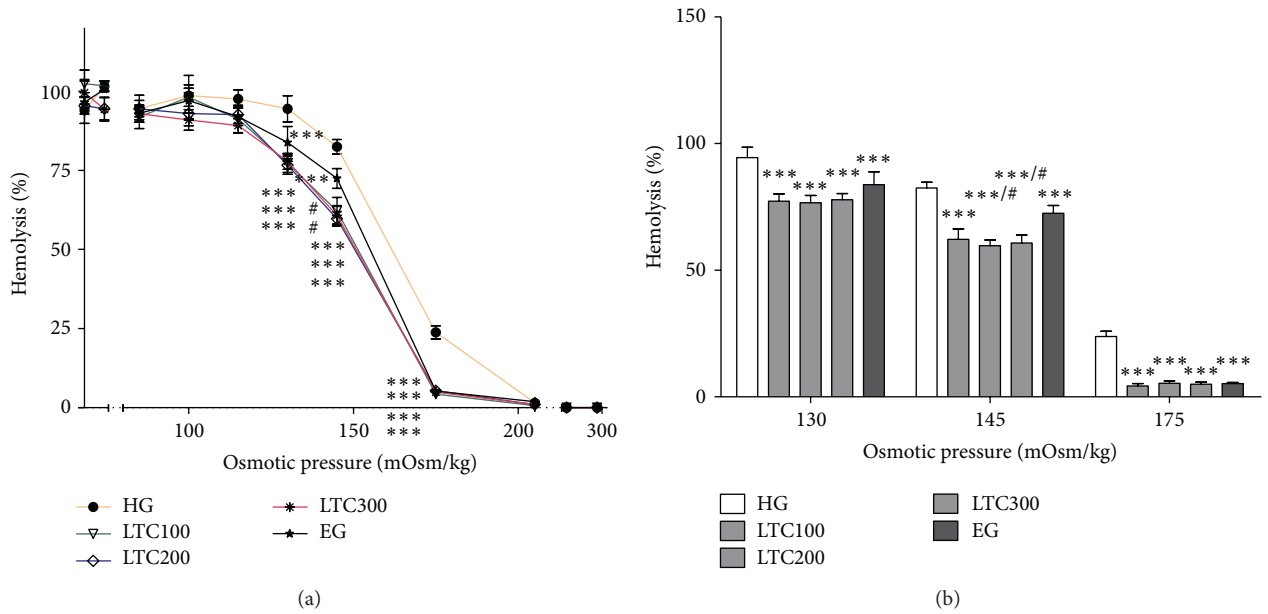 100
75
50
25
0
Hemolysis (%)
***
***
***
***
***
#
#
***
***
***
***
***
***
***
100
150
200
300
Osmotic pressure (mOsm/kg)
HG
LTC100
LTC200
LTC300
EG
(a)
150
100
50
0
Hemolysis (%)
***
***
***
***
***
***/#
***/#
***
***
***
***
***
130
145
175
Osmotic pressure (mOsm/kg)
HG
LTC100
LTC200
LTC300
EG
(b)